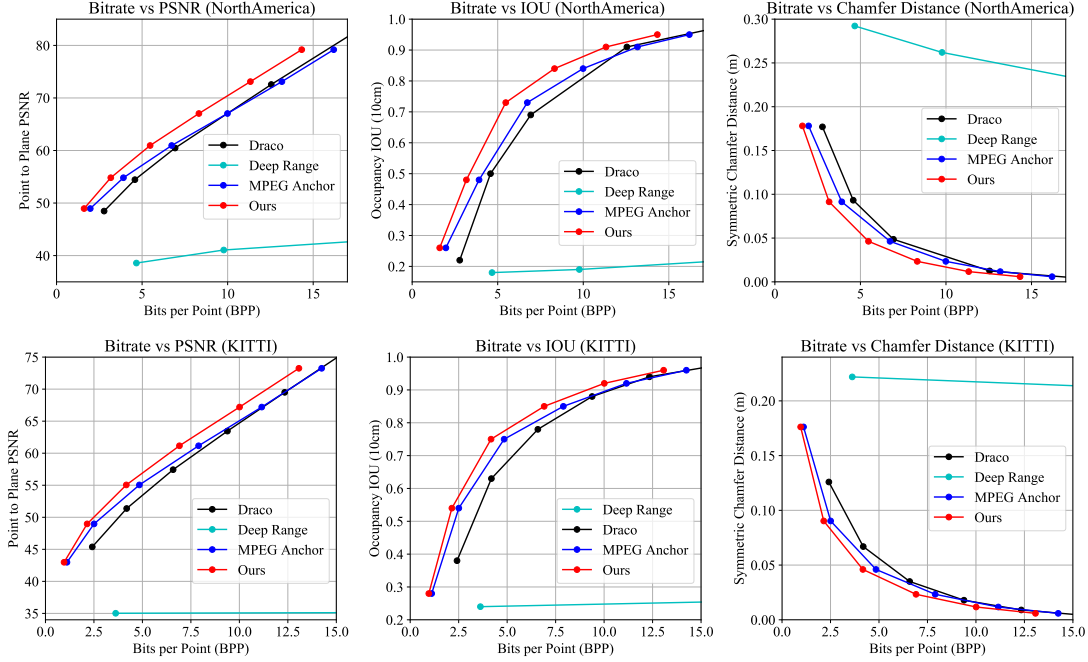 Bitrate vs PSNR (NorthAmerica)
80
70
60
50
40
0
5
10
15
Point to Plane PSNR
Bits per Point (BPP)
Draco
Deep Range
MPEG Anchor
Ours
Bitrate vs IOU (NorthAmerica)
1.0
0.9
0.8
0.7
0.6
0.5
0.4
0.3
0.2
0
5
10
15
Occupancy IOU (10cm)
Bits per Point (BPP)
Draco
Deep Range
MPEG Anchor
Ours
Bitrate vs Chamfer Distance (NorthAmerica)
0.30
0.25
0.20
0.15
0.10
0.05
0.00
0
5
10
15
Symmetric Chamfer Distance (m)
Bits per Point (BPP)
Draco
Deep Range
MPEG Anchor
Ours
Bitrate vs PSNR (KITTI)
75
70
65
60
55
50
45
40
35
0.0
2.5
5.0
7.5
10.0
12.5
15.0
Point to Plane PSNR
Bits per Point (BPP)
Draco
Deep Range
MPEG Anchor
Ours
Bitrate vs IOU (KITTI)
1.0
0.9
0.8
0.7
0.6
0.5
0.4
0.3
0.2
0.0
2.5
5.0
7.5
10.0
12.5
15.0
Occupancy IOU (10cm)
Bits per Point (BPP)
Deep Range
Draco
MPEG Anchor
Ours
Bitrate vs Chamfer Distance (KITTI)
0.20
0.15
0.10
0.05
0.00
0.0
2.5
5.0
7.5
10.0
12.5
15.0
Symmetric Chamfer Distance (m)
Bits per Point (BPP)
Draco
Deep Range
MPEG Anchor
Ours